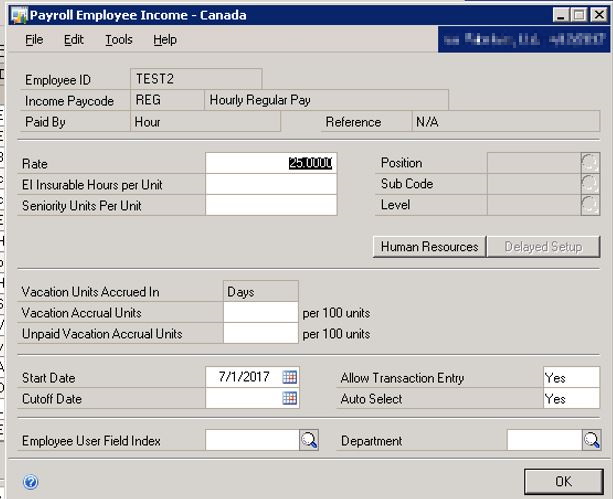 Payroll Employee Income - Canada
File Edit Tools Help
Employee ID TEST2
Income Paycode REG Hourly Regular Pay
Paid By Hour Reference N/A
Rate 25.0000 Position
EI Insurable Hours per Unit Sub Code
Seniority Units Per Unit Level
Human Resources Delayed Setup
Vacation Units Accrued In Days
Vacation Accrual Units per 100 units
Unpaid Vacation Accrual Units per 100 units
Start Date 7/1/2017 Allow Transaction Entry Yes
Cutoff Date Auto Select Yes
Employee User Field Index Department
OK